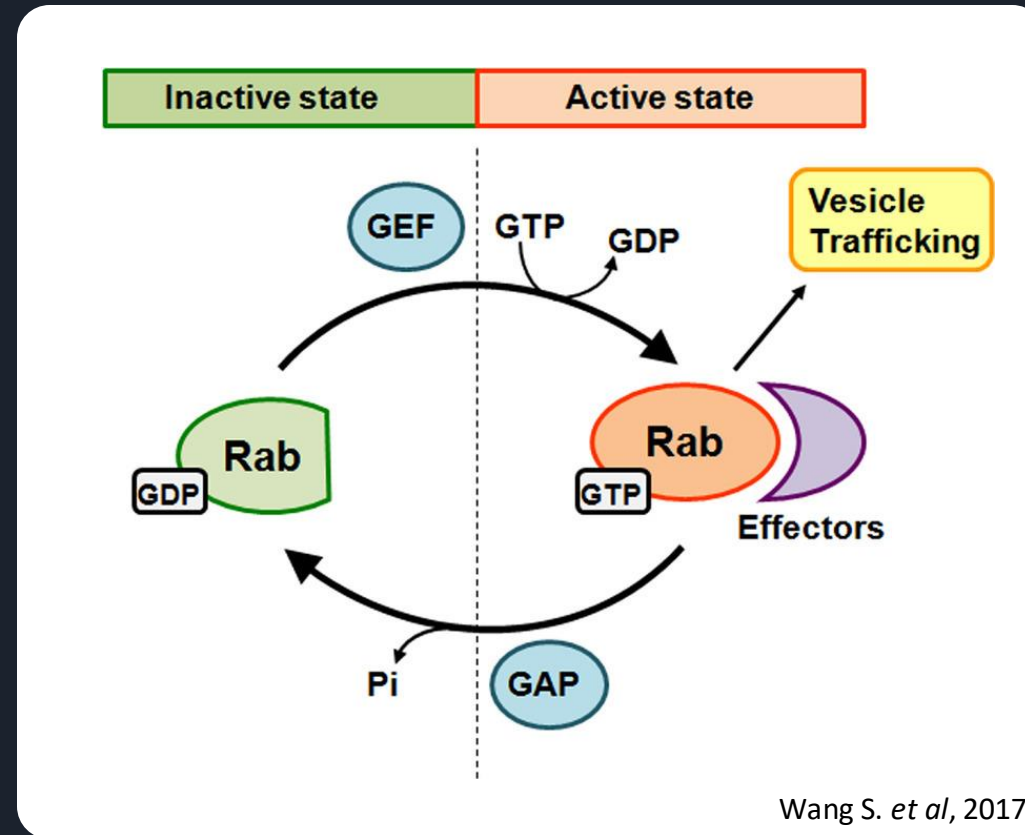 Inactive state
Active state
GEF
GTP
GDP
Vesicle
Trafficking
Rab
GDP
Rab
GTP
Effectors
Pi
GAP
Wang S. et al, 2017